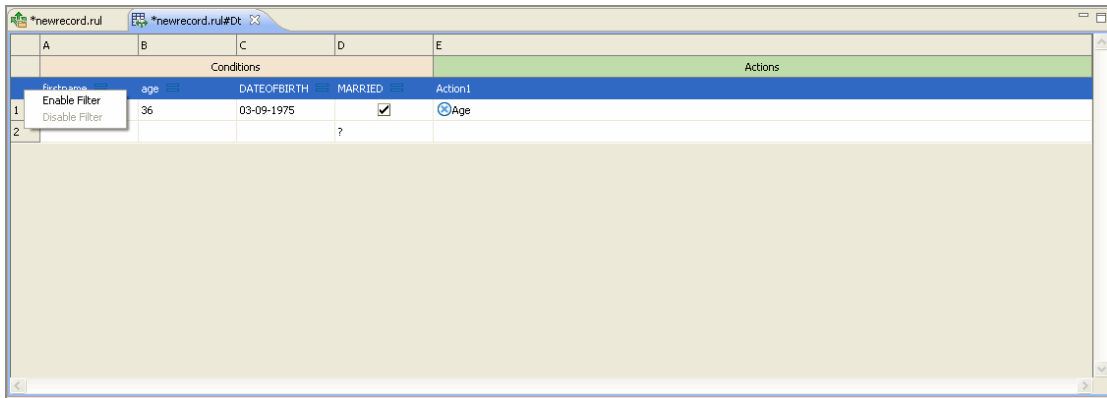 *newrecord.rul *newrecord.rul#Dt
A B C D E
Conditions Actions
firstname age DATEOFBIRTH MARRIED Action1
Enable Filter
1 36 03-09-1975 Age
Disable Filter
2 ?